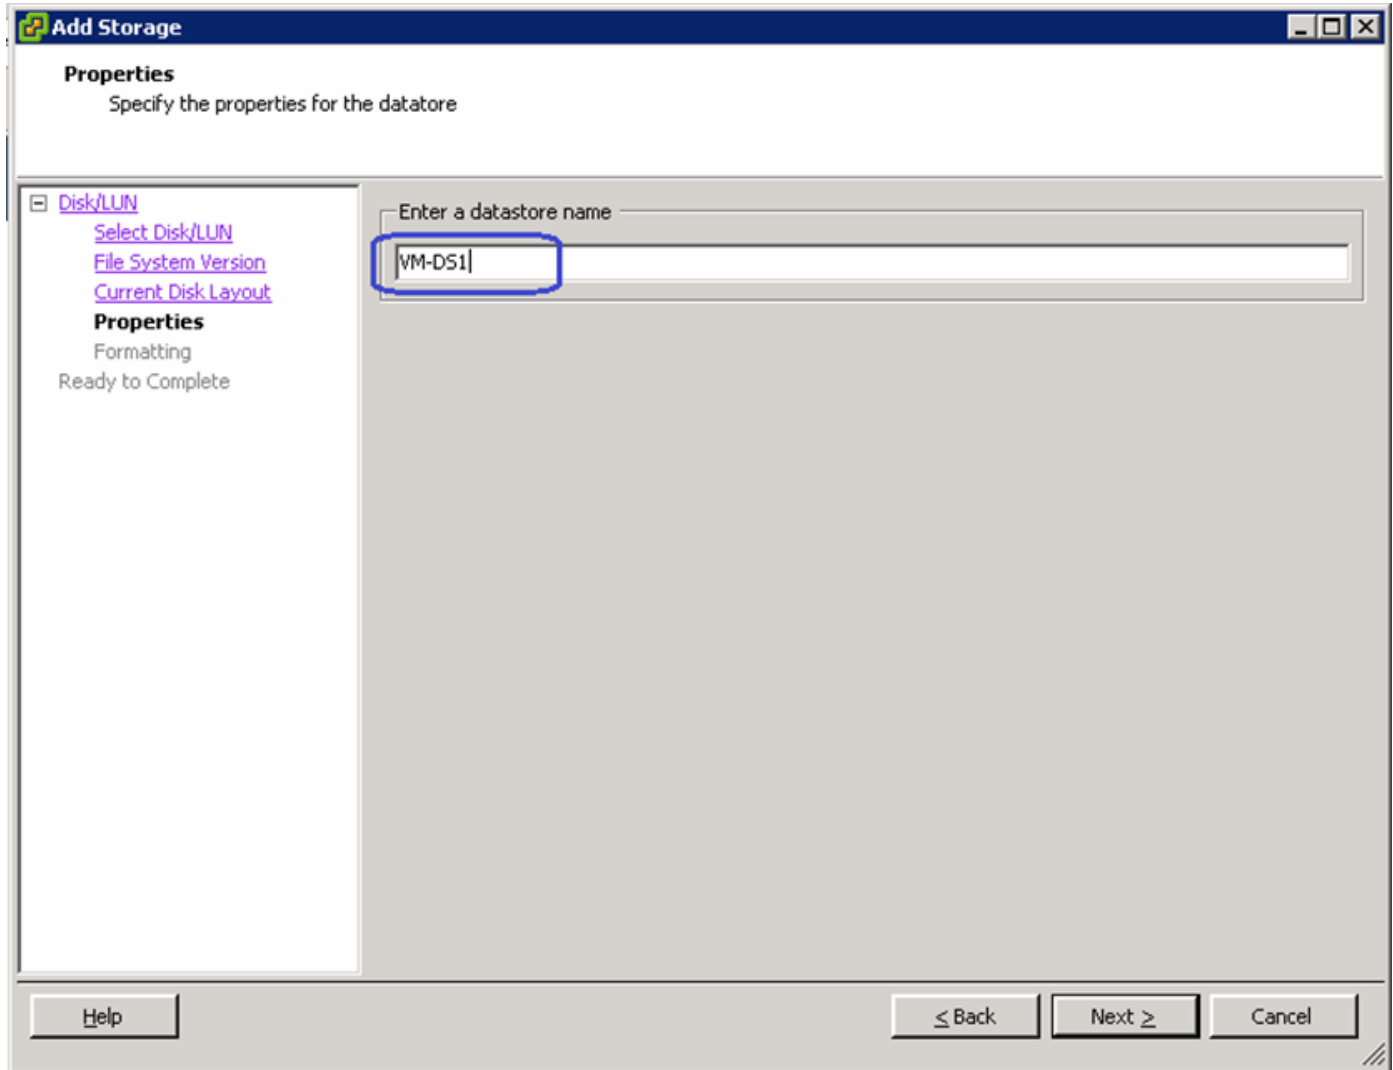 Add Storage
Properties
Specify the properties for the datatore
Disk/LUN
Select Disk/LUN
File System Version
Current Disk Layout
Properties
Formatting
Ready to Complete
Enter a datastore name
VM-DS1
Help
< Back
Next >
Cancel